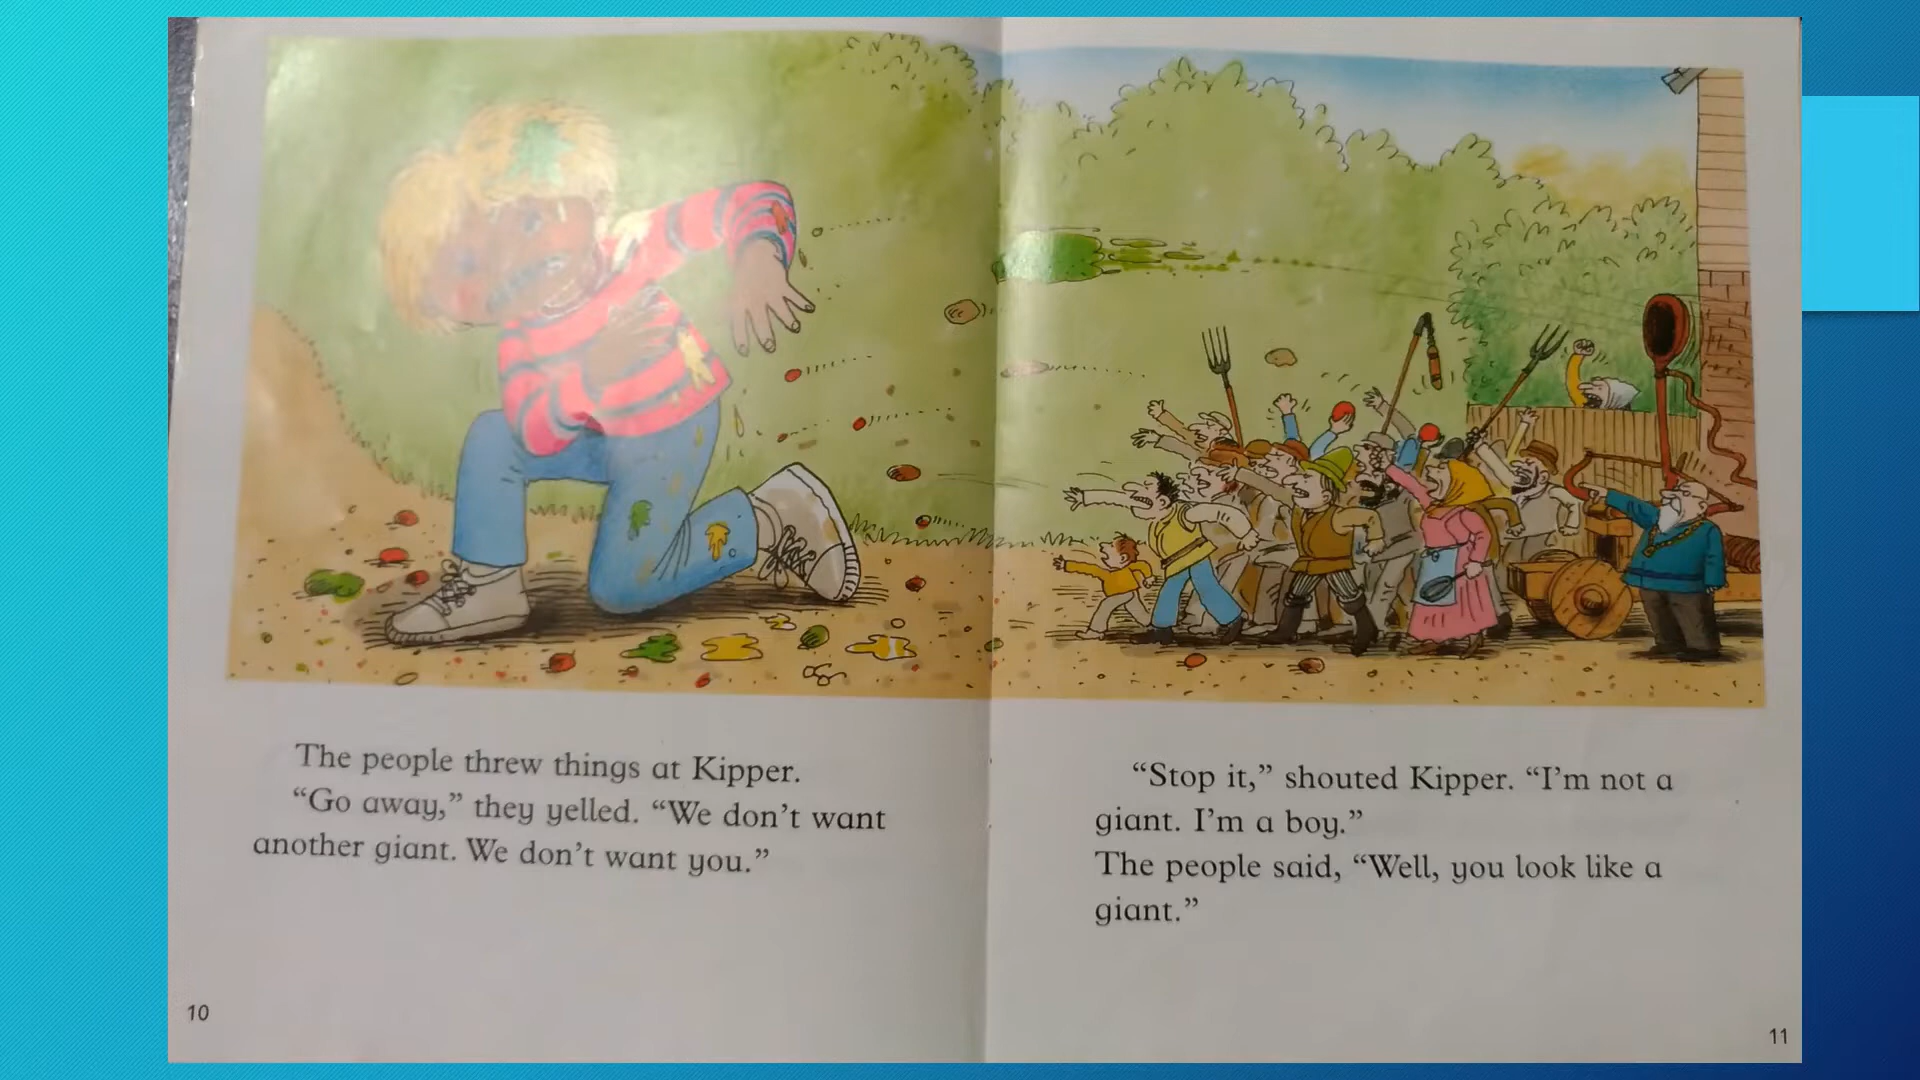 The people threw things at Kipper.
“Go away,” they yelled. “We don’t want
another giant. We don’t want you.”
10
“Stop it,” shouted Kipper. “I’m not a
giant. I’m a boy.”
The people said, “Well, you look like a
giant.”
11